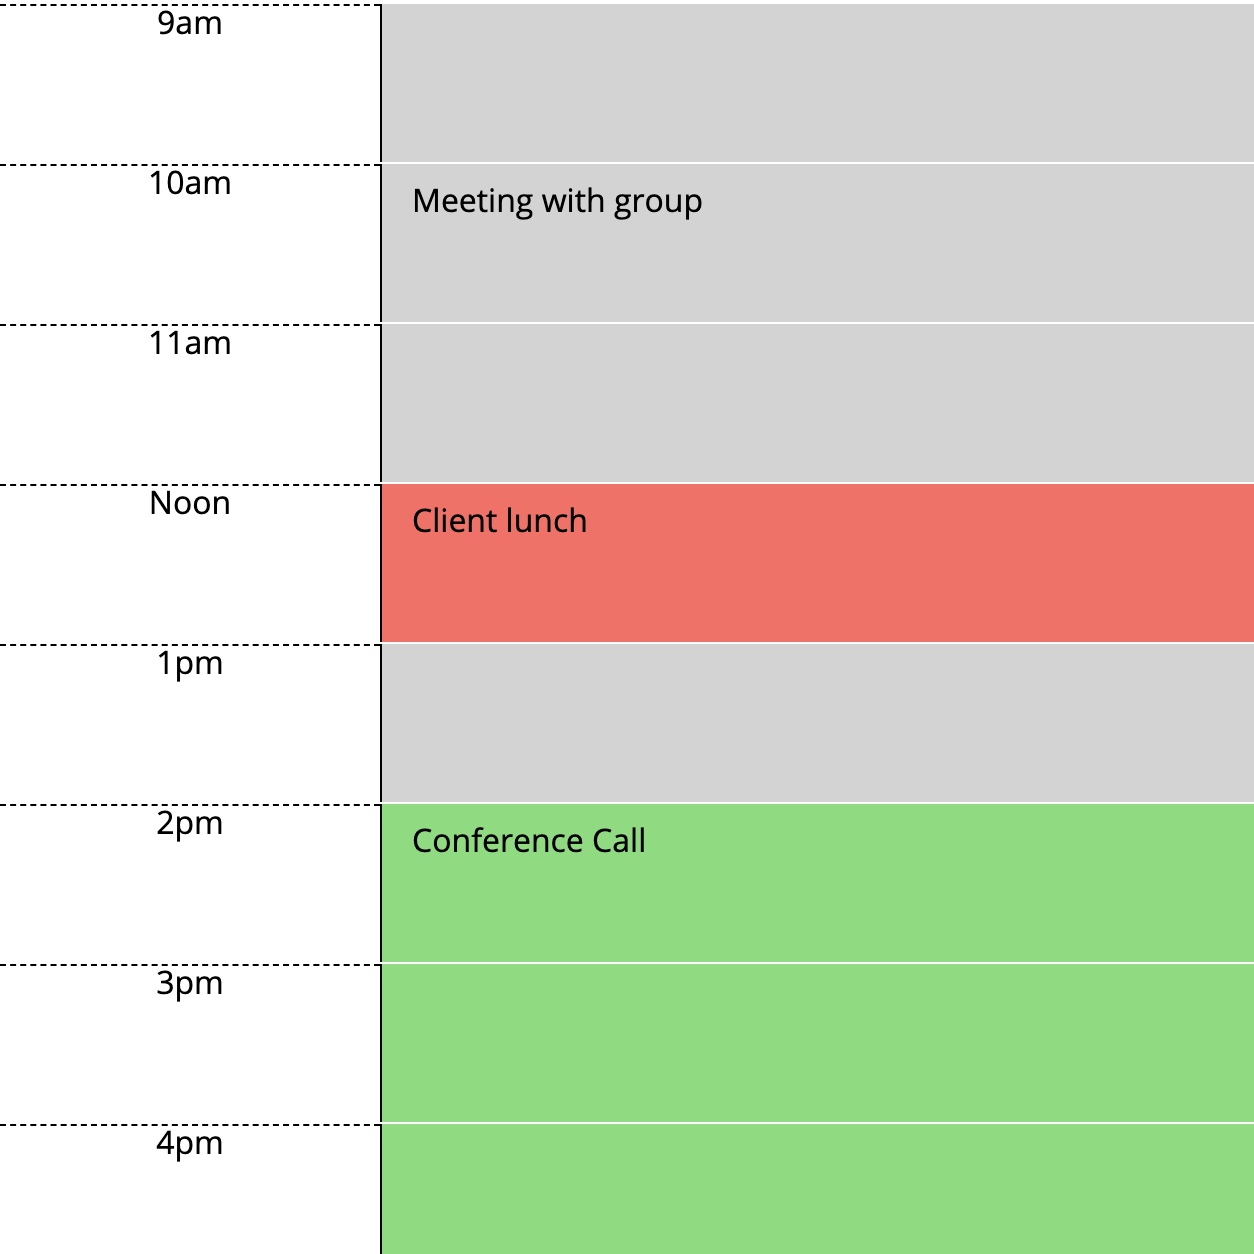 9am
10am
Meeting with group
11am
Noon
Client lunch
1pm
2pm
Conference Call
3pm
4pm